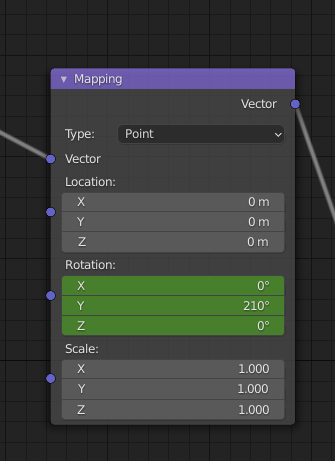 Mapping
Vector
Type: Point
Vector
Location:
X 0 m
Y 0 m
Z 0 m
Rotation:
X 0°
Y 210°
Z 0°
Scale:
X 1.000
Y 1.000
Z 1.000